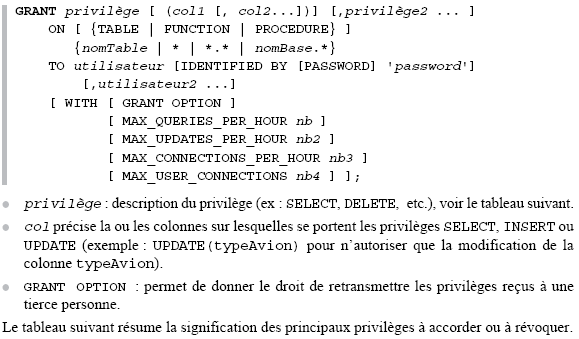 GRANT privilège [ (col1 [, col2...])] [,privilège2 ... ]
ON [ {TABLE | FUNCTION | PROCEDURE} ]
{nomTable | * | *.* | nomBase.*}
TO utilisateur [IDENTIFIED BY [PASSWORD] 'password']
[,utilisateur2 ...]
[ WITH [ GRANT OPTION ]
[ MAX_QUERIES_PER_HOUR nb ]
[ MAX_UPDATES_PER_HOUR nb2 ]
[ MAX_CONNECTIONS_PER_HOUR nb3 ]
[ MAX_USER_CONNECTIONS nb4 ] ];
● privilège : description du privilège (ex : SELECT, DELETE, etc.), voir le tableau suivant.
● col précise la ou les colonnes sur lesquelles se portent les privilèges SELECT, INSERT ou
UPDATE (exemple : UPDATE(typeAvion) pour n'autoriser que la modification de la
colonne typeAvion).
● GRANT OPTION : permet de donner le droit de retransmettre les privilèges reçus à une
tierce personne.
Le tableau suivant résume la signification des principaux privilèges à accorder ou à révoquer.